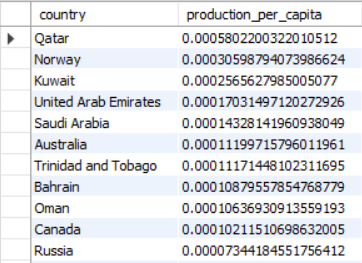 country production_per_capita
Qatar 0.0005802200322010512
Norway 0.00030598794073986624
Kuwait 0.0002565627985005077
United Arab Emirates 0.00017031497120272926
Saudi Arabia 0.00014328141960938049
Australia 0.00011199715796011961
Trinidad and Tobago 0.00011171448102311695
Bahrain 0.00010879557854768779
Oman 0.00010636930913559193
Canada 0.00010211510698632005
Russia 0.00007344184551756412